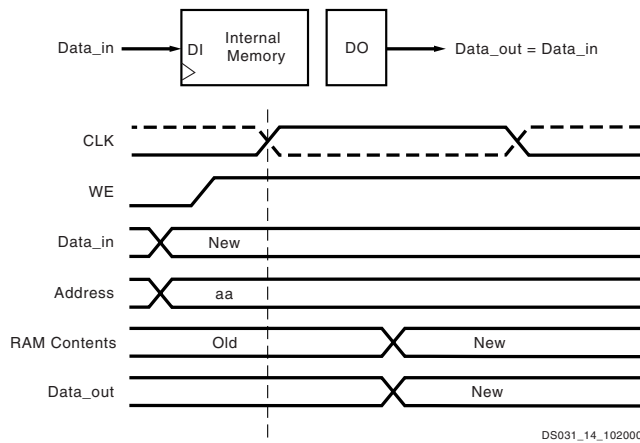 Data_in DI Internal Memory DO Data_out = Data_in
CLK
WE
Data_in New
Address aa
RAM Contents Old New
Data_out New
DS031_14_102000